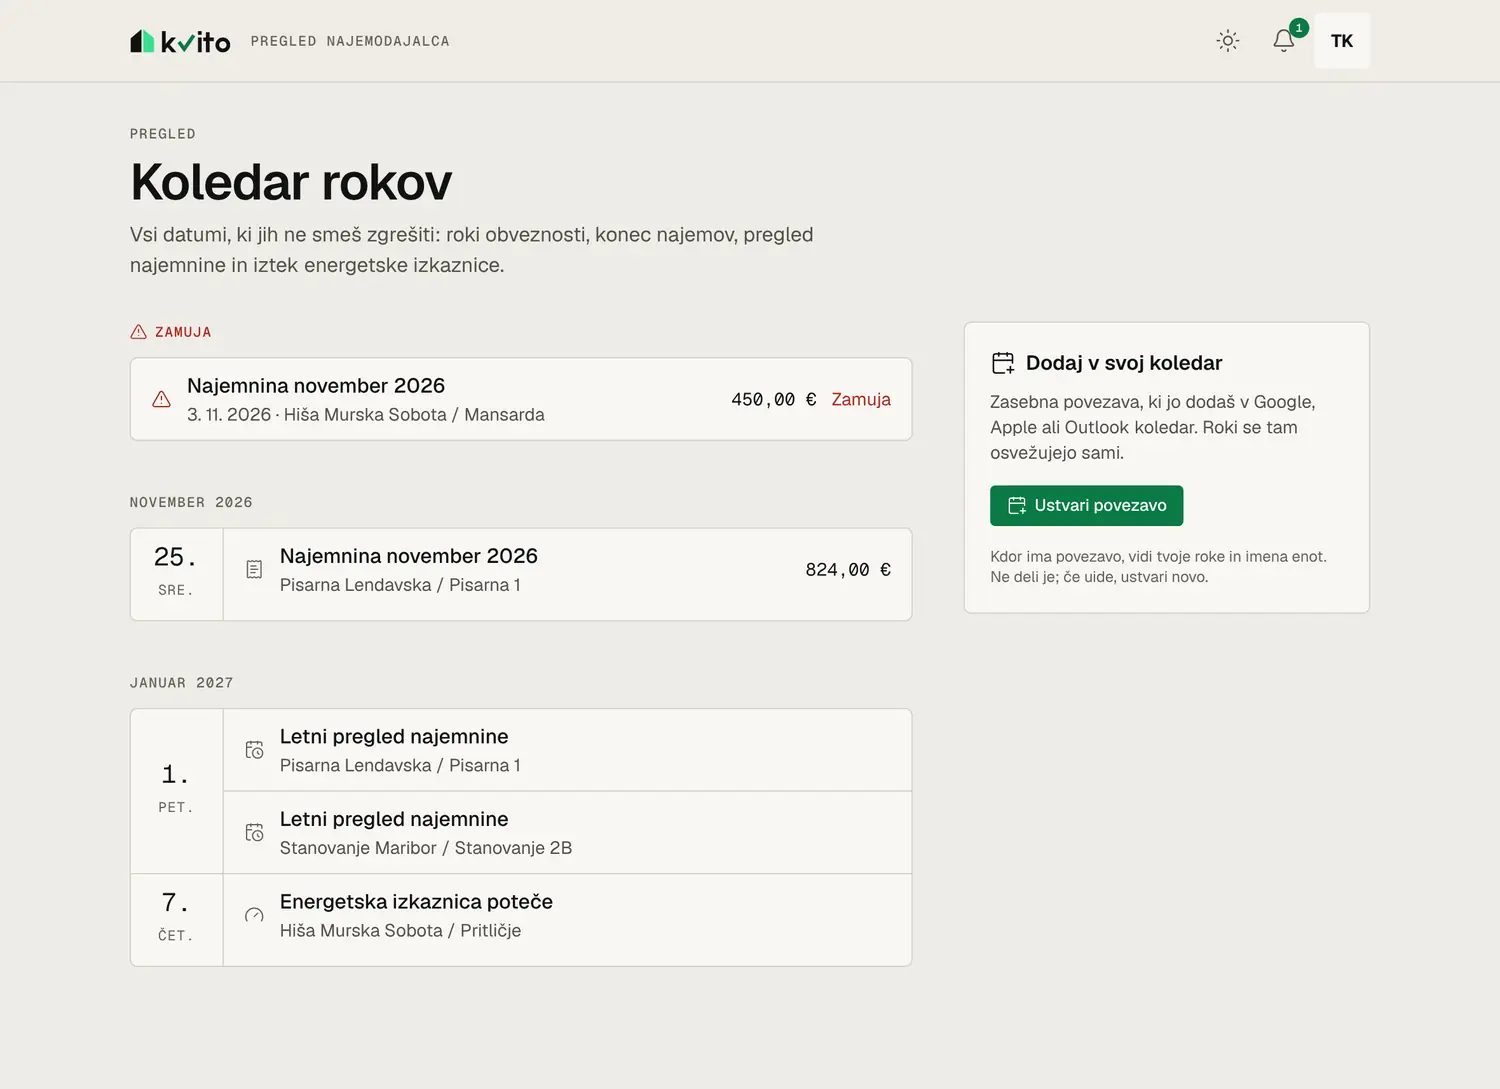 kvito PREGLED NAJEMODAJALCA
1
TK
PREGLED
Koledar rokov
Vsi datumi, ki jih ne smeš zgrešiti: roki obveznosti, konec najemov, pregled
najemnine in iztek energetske izkaznice.
ZAMUJA
Najemnina november 2026
3. 11. 2026 · Hiša Murska Sobota / Mansarda
450,00 € Zamuja
NOVEMBER 2026
25.
SRE.
Najemnina november 2026
Pisarna Lendavska / Pisarna 1
824,00 €
JANUAR 2027
1.
PET.
Letni pregled najemnine
Pisarna Lendavska / Pisarna 1
Letni pregled najemnine
Stanovanje Maribor / Stanovanje 2B
7.
ČET.
Energetska izkaznica poteče
Hiša Murska Sobota / Pritličje
Dodaj v svoj koledar
Zasebna povezava, ki jo dodaš v Google,
Apple ali Outlook koledar. Roki se tam
osvežujejo sami.
Ustvari povezavo
Kdor ima povezavo, vidi tvoje roke in imena enot.
Ne deli je; če uide, ustvari novo.